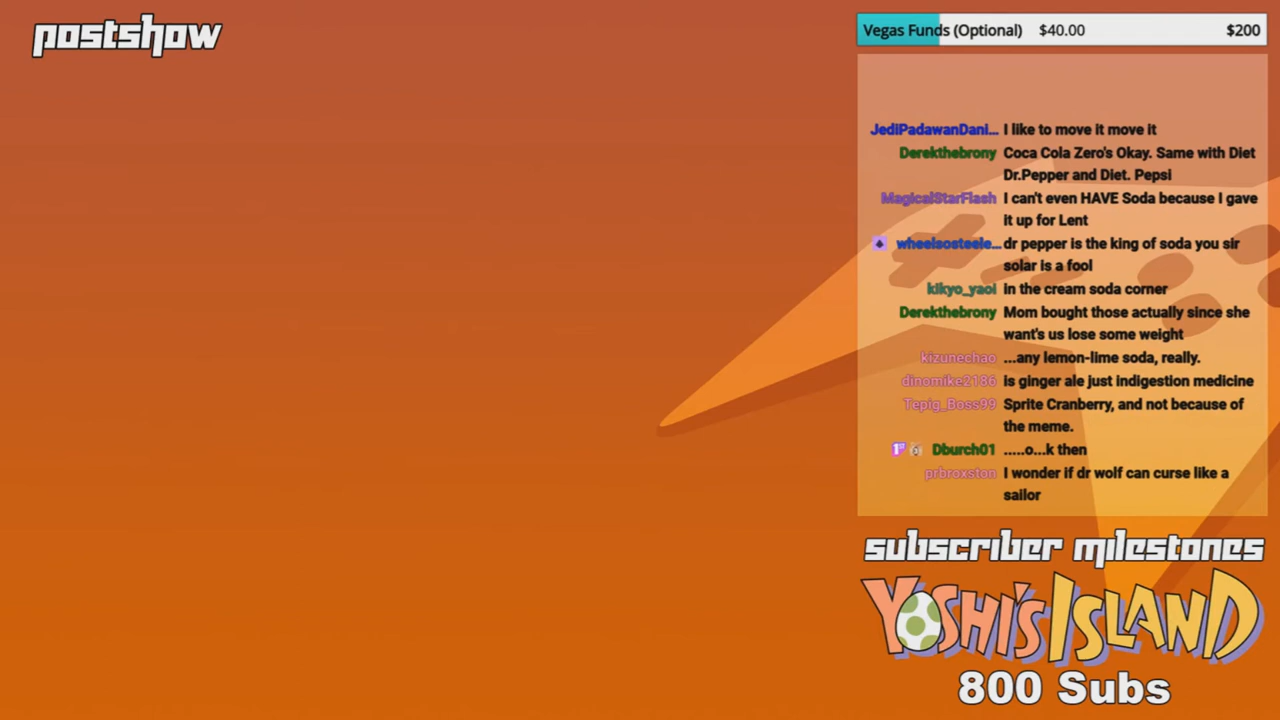 postshow
Vegas Funds (Optional) $40.00 $200
JediPadawanDani... I like to move it move it
Derekthebrony Coca Cola Zero's Okay. Same with Diet
Dr.Pepper and Diet. Pepsi
MagicalStarFlash I can't even HAVE Soda because I gave
it up for Lent
wheelsosteele... dr pepper is the king of soda you sir
solar is a fool
kikyo_yaoi in the cream soda corner
Derekthebrony Mom bought those actually since she
want's us lose some weight
kizunechao ...any lemon-lime soda, really.
dinomike2186 Is ginger ale just indigestion medicine
Tepig_Boss99 Sprite Cranberry, and not because of
the meme.
Dburch01 .....o...k then
prbroxston I wonder if dr wolf can curse like a
sailor
subscriber milestones
YOSHI'S ISLAND
800 Subs